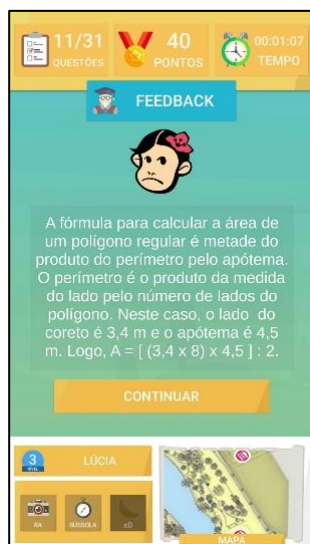 11/31
QUESTÕES
40
PONTOS
00:01:07
TEMPO
FEEDBACK
A fórmula para calcular a área de
um polígono regular é metade do
produto do perímetro pelo apótema.
O perímetro é o produto da medida
do lado pelo número de lados do
polígono. Neste caso, o lado do
coreto é 3,4 m e o apótema é 4,5
m. Logo, A = [ (3,4 x 8) x 4,5 ] : 2.
CONTINUAR
3
NÍVEL
LÚCIA
RA
BÚSSOLA
x0
MAPA